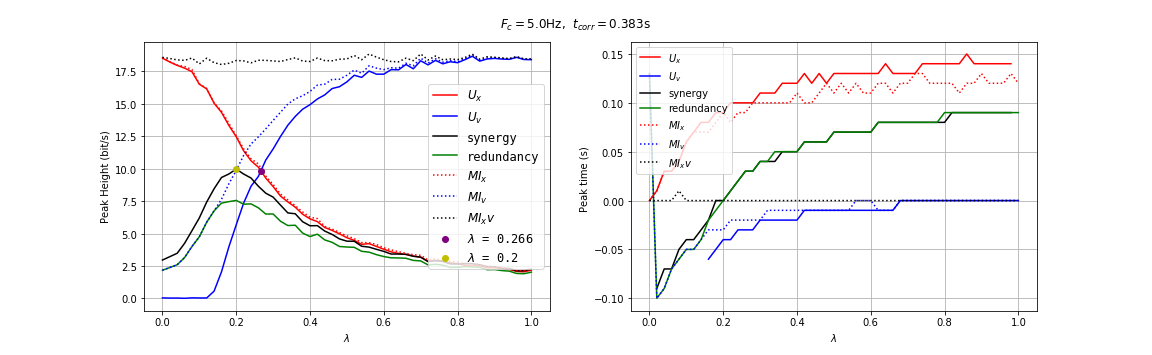 F_c = 5.0Hz, t_corr = 0.383s
Peak Height (bit/s)
17.5
15.0
12.5
10.0
7.5
5.0
2.5
0.0
0.0 0.2 0.4 0.6 0.8 1.0
λ
U_x
U_v
synergy
redundancy
MI_x
MI_v
MI_xv
λ = 0.266
λ = 0.2
Peak time (s)
0.15
0.10
0.05
0.00
−0.05
−0.10
0.0 0.2 0.4 0.6 0.8 1.0
λ
U_x
U_v
synergy
redundancy
MI_x
MI_v
MI_xv